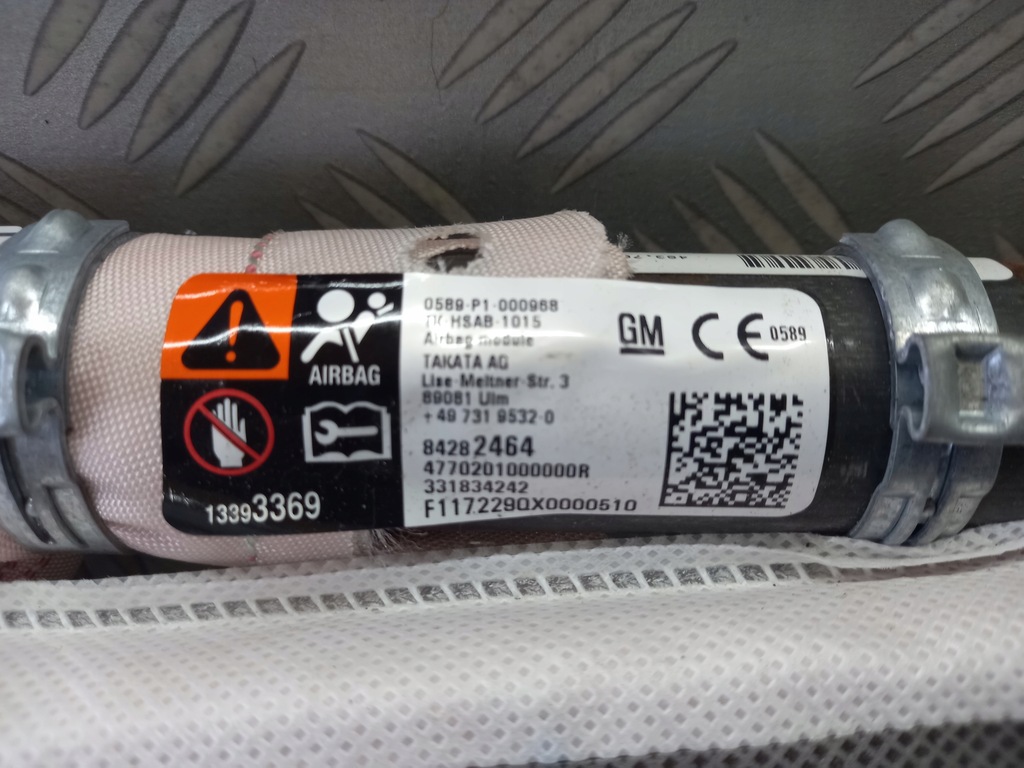 AIRBAG
13393369
0589-P1-000968
HSAB-1015
Airbag module
TAKATA AG
Lise-Meitner-Str. 3
89081 Ulm
+49 731 9532-0
84282464
4770201000000R
331834242
F117229QX0000510
GM CE 0589